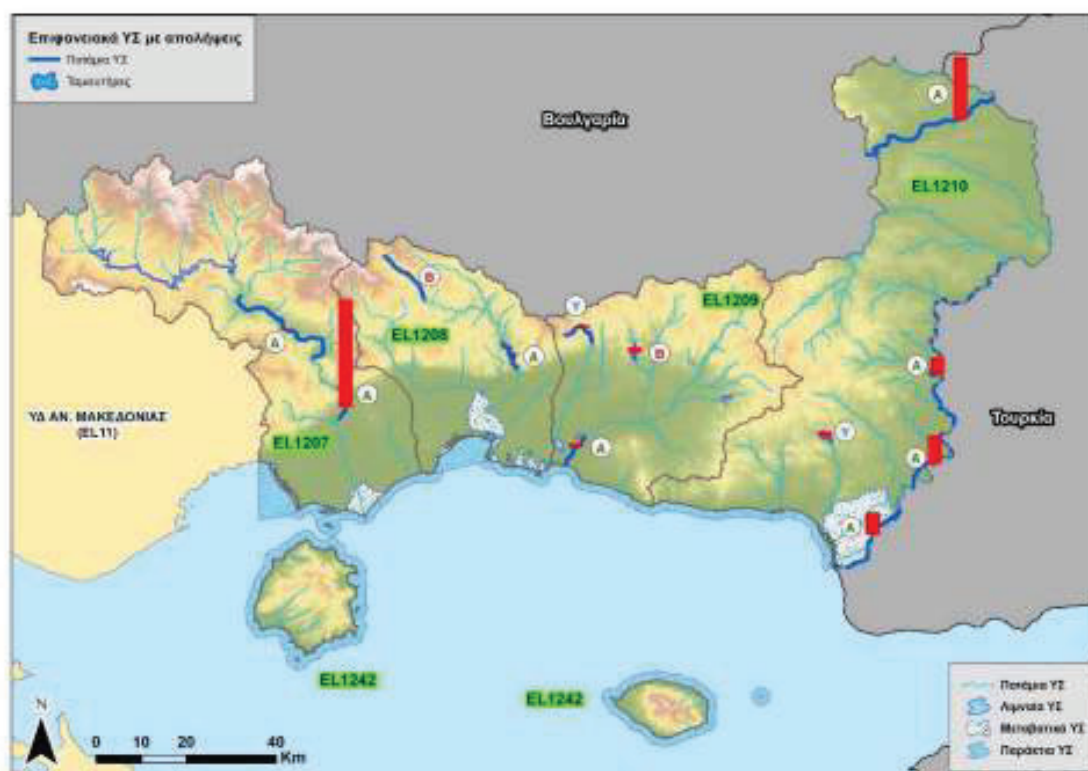 Επιφανειακά ΥΣ με απολήψεις
Ποτάμια ΥΣ
Ταμιευτήρας
Βουλγαρία
A
EL1210
B
Υ
EL1209
EL1208
A
A
B
A
A
ΥΔ ΑΝ. ΜΑΚΕΔΟΝΙΑΣ
(EL11)
Τουρκία
EL1207
Υ
A
A
A
EL1242
EL1242
Ποτάμια ΥΣ
Λιμναία ΥΣ
Μεταβατικά ΥΣ
Παράκτια ΥΣ
N
0 10 20 40
Km